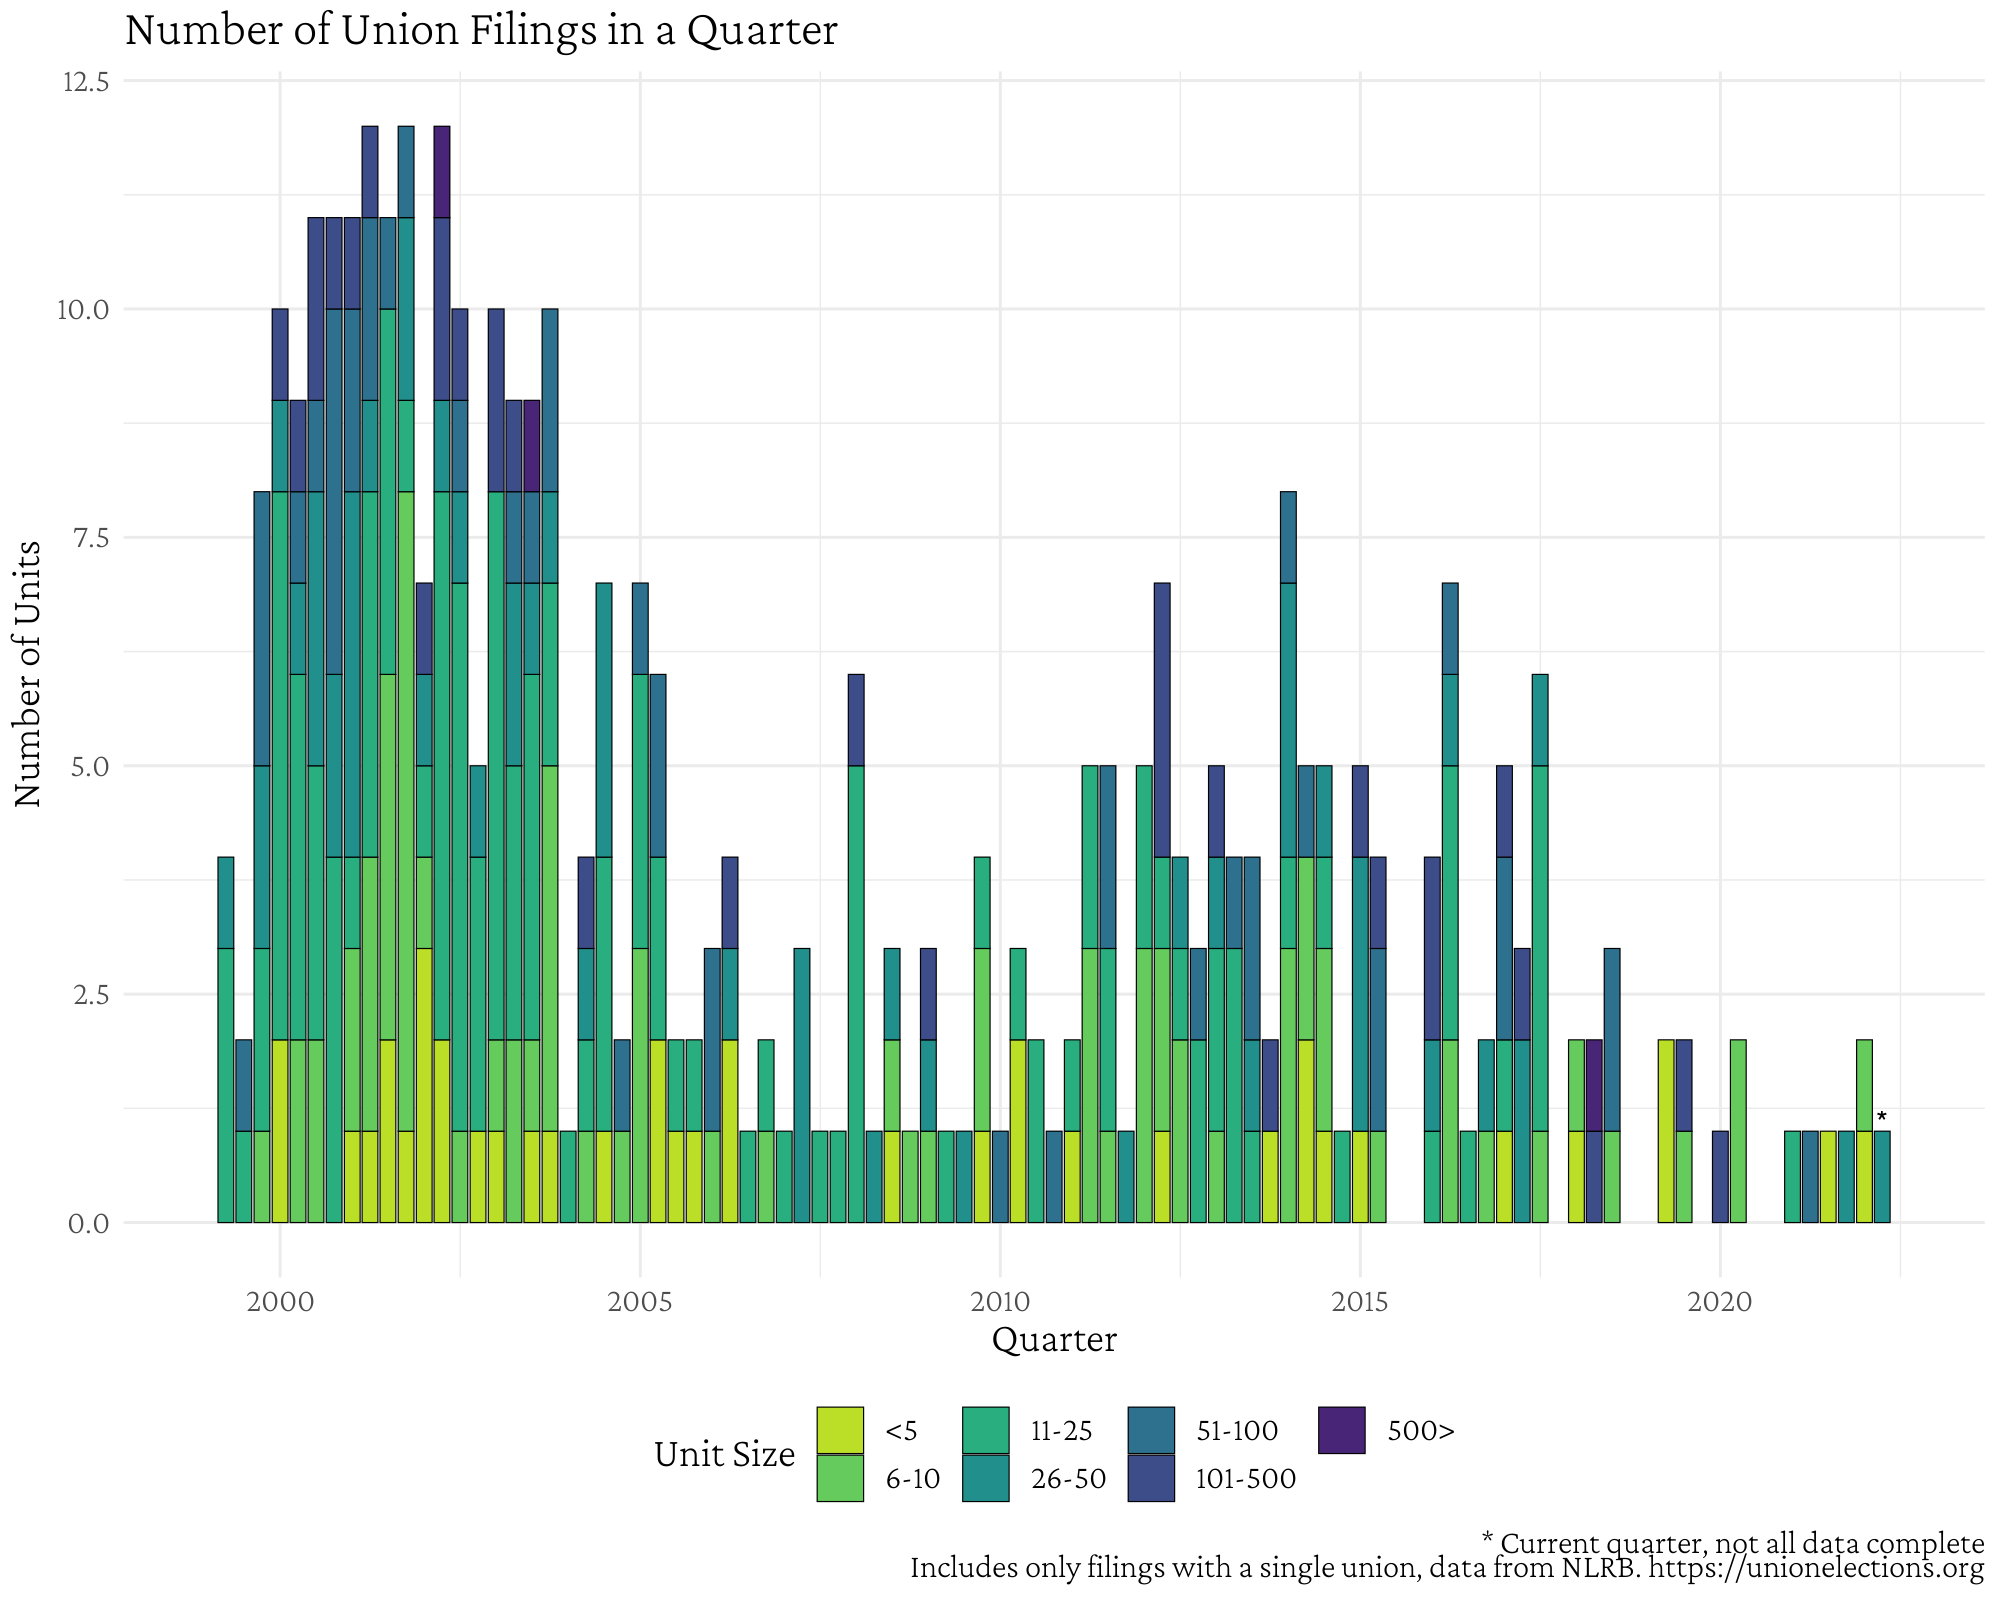 Number of Union Filings in a Quarter
12.5
10.0
7.5
5.0
2.5
0.0
Number of Units
*
2000 2005 2010 2015 2020
Quarter
Unit Size
<5 11-25 51-100 500>
6-10 26-50 101-500
* Current quarter, not all data complete
Includes only filings with a single union, data from NLRB. https://unionelections.org